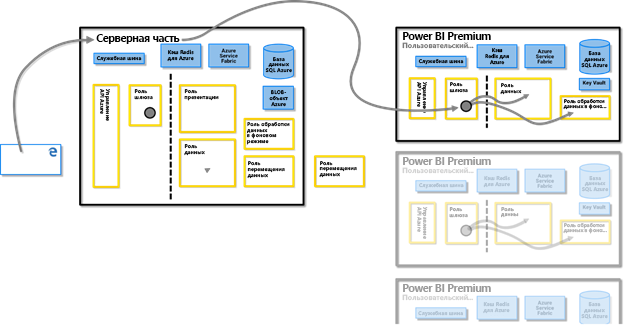 Серверная часть
Служебная шина
Кэш Redis
для Azure
Azure
Service
Fabric
База
данных
SQL Azure
BLOB-
объект
Azure
Управление
API Azure
Роль
шлюза
Роль
презентации
Роль
данных
Роль обработки
данных
в фоновом
режиме
Роль
перемещения
данных
Роль
перемещения
данных
e
Power BI Premium
Пользовательский...
Служебная шина
Кэш
Redis
для Azure
Azure
Service
Fabric
База
данных
SQL Azure
Key Vault
Управление
API Azure
Роль
шлюза
Роль
данных
Роль обработки
данных в фоно...
Power BI Premium
Пользовательский...
Служебная шина
Кэш Redis
для Azure
Azure
Service
Fabric
База
данных
SQL Azure
Key Vault
Управление
API Azure
Роль
шлюза
Роль
данны
Роль обработки
данных в фоно...
Power BI Premium
Пользовательский...
Служебная шина
Кэш Redis
для Azure
Azure
Service
Fabric
База
данных
SQL Azure